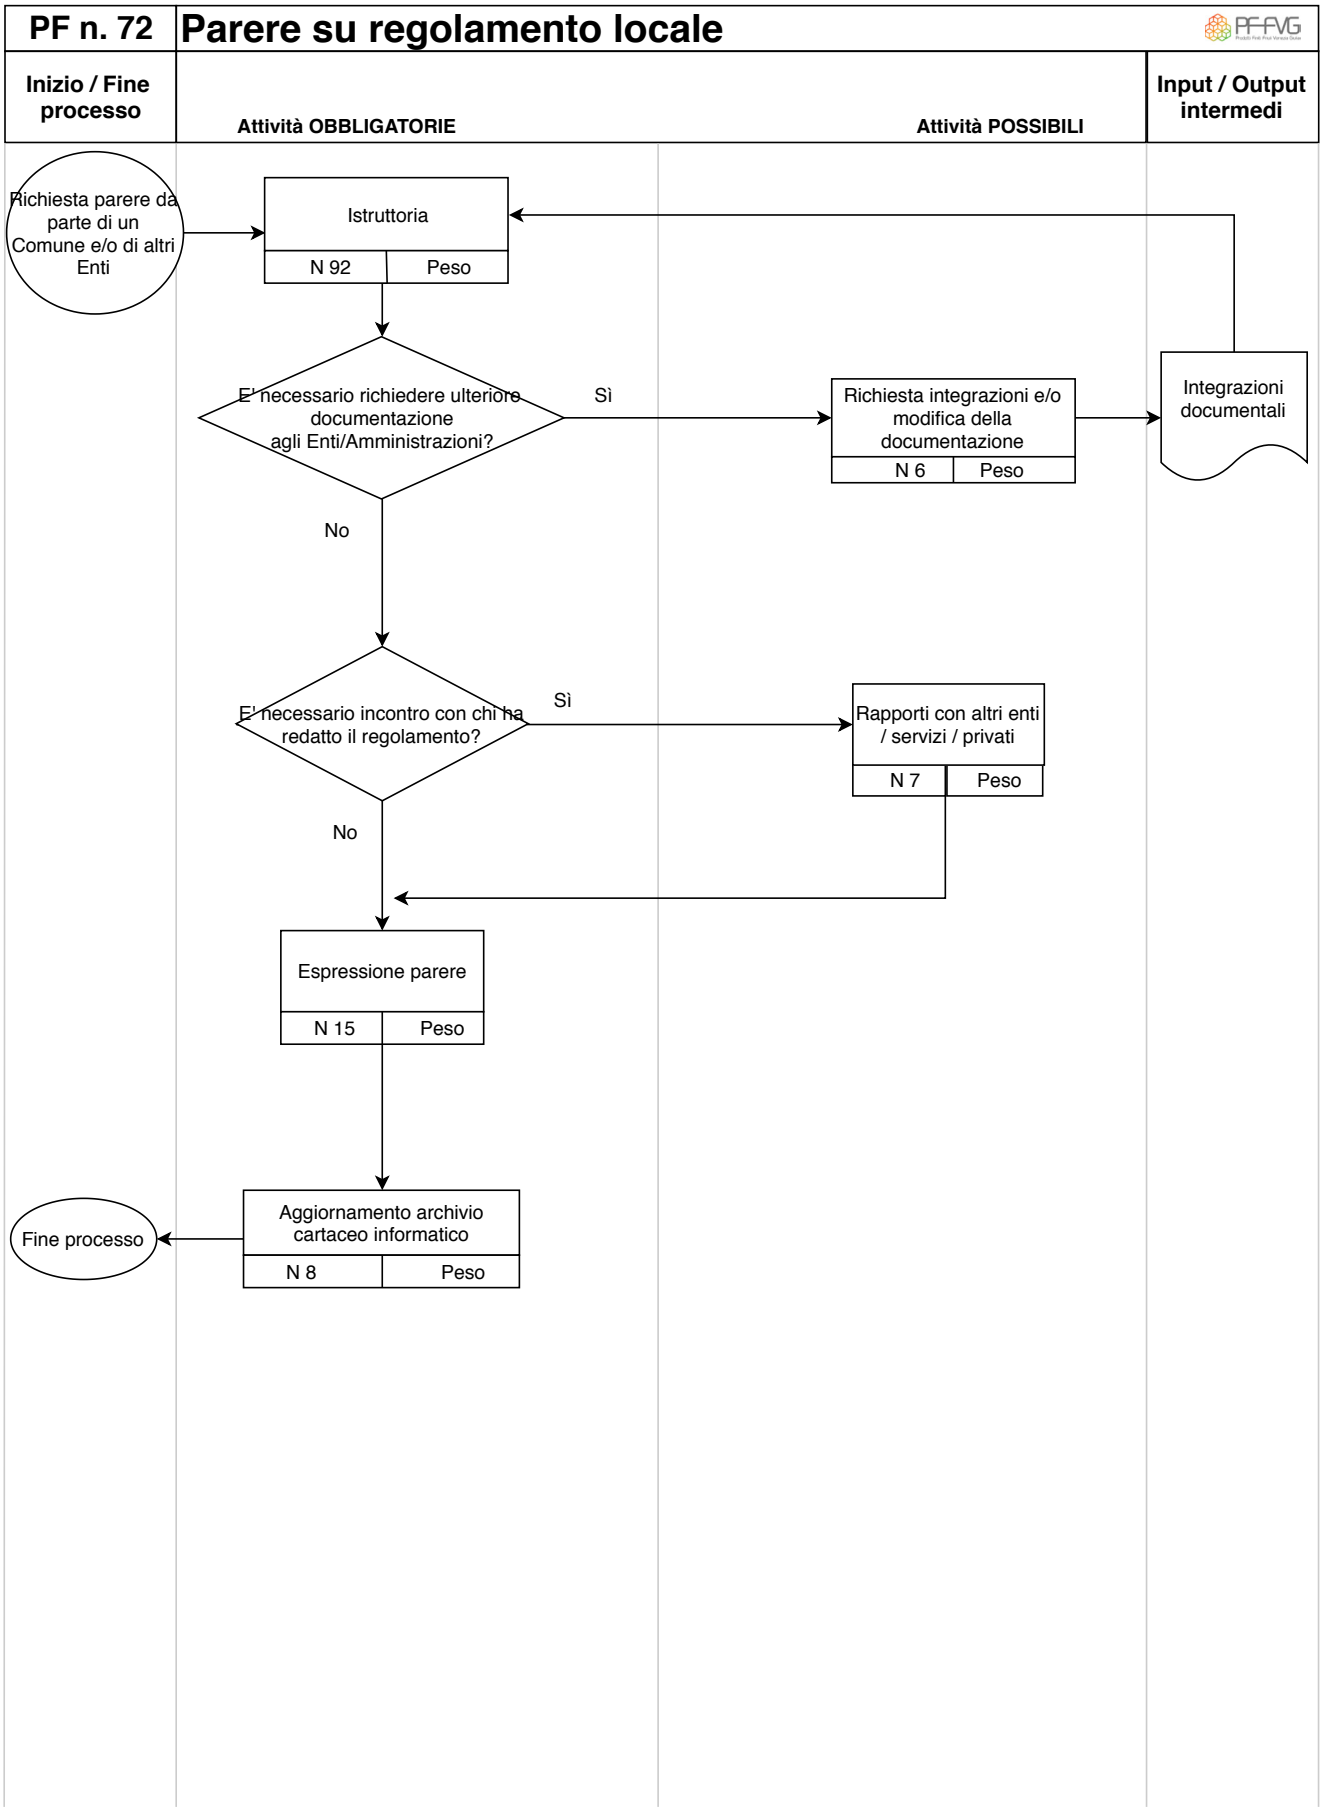 PF n. 72
Parere su regolamento locale
PF-FVG
Inizio / Fine
processo
Attività OBBLIGATORIE
Attività POSSIBILI
Input / Output
intermedi
Richiesta parere da
parte di un
Comune e/o di altri
Enti
Istruttoria
N 92
Peso
E' necessario richiedere ulteriore
documentazione
agli Enti/Amministrazioni?
Sì
Richiesta integrazioni e/o
modifica della
documentazione
N 6
Peso
Integrazioni
documentali
No
E' necessario incontro con chi ha
redatto il regolamento?
Sì
Rapporti con altri enti
/ servizi / privati
N 7
Peso
No
Espressione parere
N 15
Peso
Aggiornamento archivio
cartaceo informatico
N 8
Peso
Fine processo